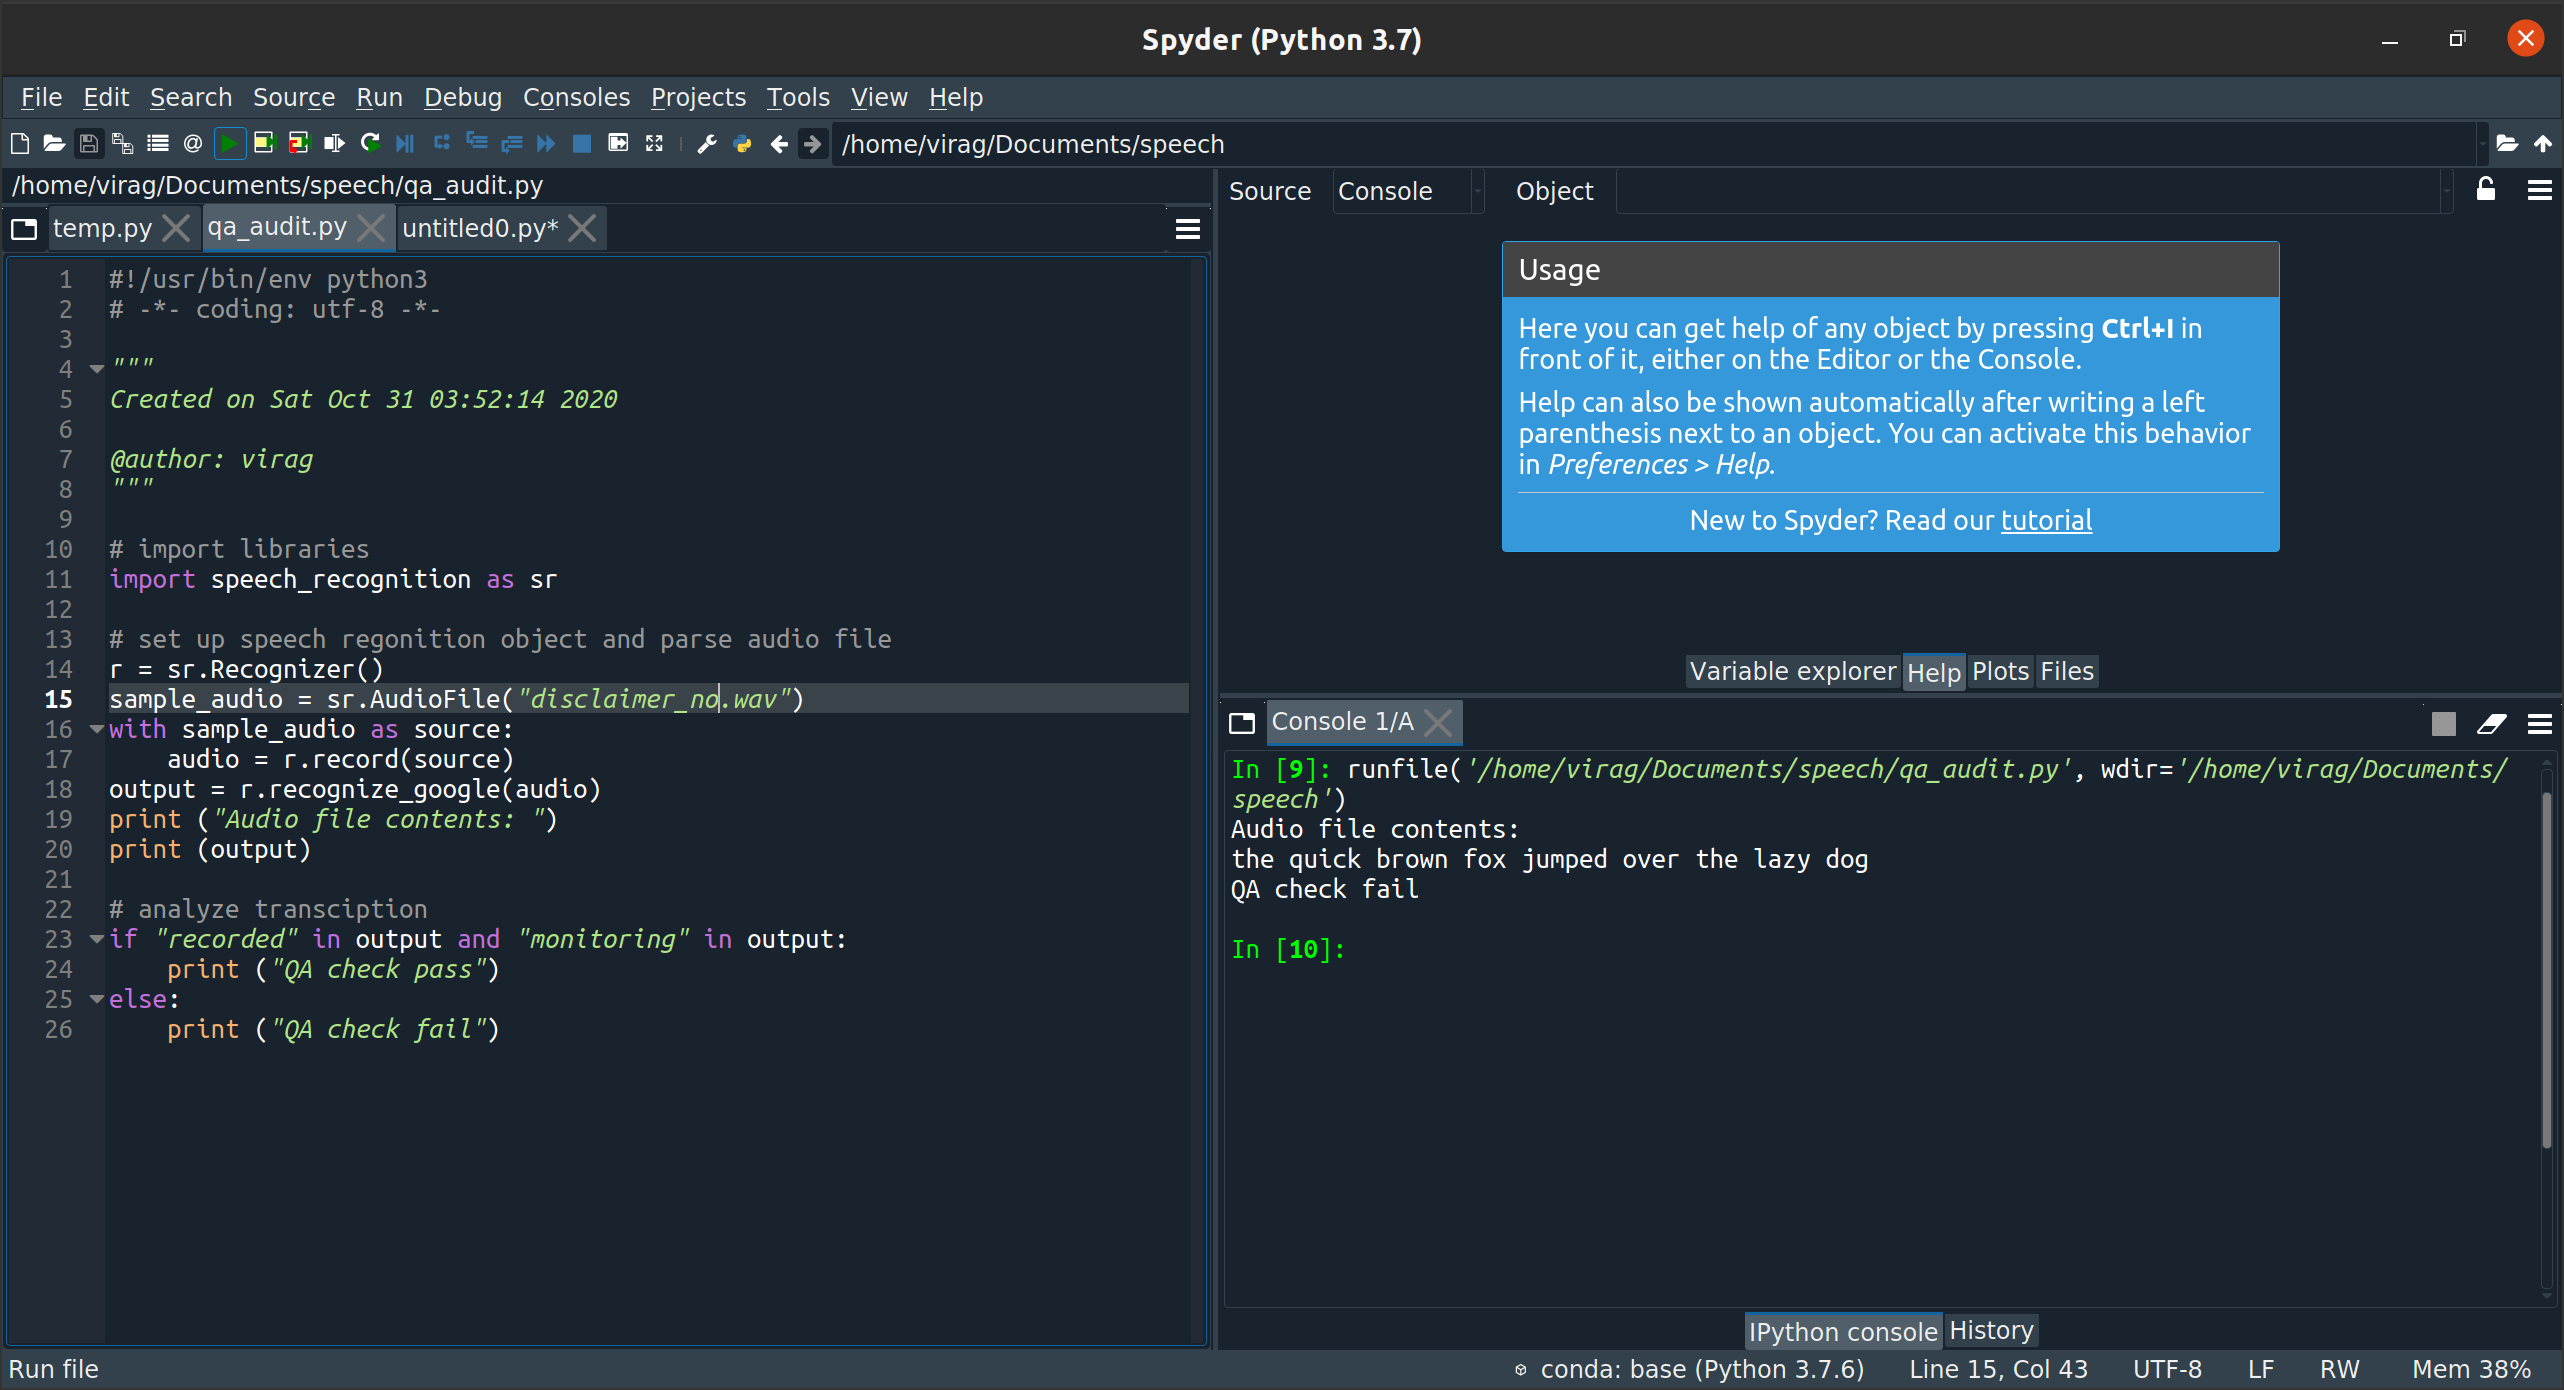 Spyder (Python 3.7)
File Edit Search Source Run Debug Consoles Projects Tools View Help
/home/virag/Documents/speech
/home/virag/Documents/speech/qa_audit.py
temp.py qa_audit.py untitled0.py*
1 #!/usr/bin/env python3
2 # -*- coding: utf-8 -*-
3
4 """
5 Created on Sat Oct 31 03:52:14 2020
6
7 @author: virag
8 """
9
10 # import libraries
11 import speech_recognition as sr
12
13 # set up speech regonition object and parse audio file
14 r = sr.Recognizer()
15 sample_audio = sr.AudioFile("disclaimer_no.wav")
16 with sample_audio as source:
17     audio = r.record(source)
18 output = r.recognize_google(audio)
19 print ("Audio file contents: ")
20 print (output)
21
22 # analyze transciption
23 if "recorded" in output and "monitoring" in output:
24     print ("QA check pass")
25 else:
26     print ("QA check fail")
Source Console Object
Usage
Here you can get help of any object by pressing Ctrl+I in
front of it, either on the Editor or the Console.
Help can also be shown automatically after writing a left
parenthesis next to an object. You can activate this behavior
in Preferences > Help.
New to Spyder? Read our tutorial
Variable explorer Help Plots Files
Console 1/A
In [9]: runfile('/home/virag/Documents/speech/qa_audit.py', wdir='/home/virag/Documents/
speech')
Audio file contents:
the quick brown fox jumped over the lazy dog
QA check fail
In [10]:
IPython console History
Run file conda: base (Python 3.7.6) Line 15, Col 43 UTF-8 LF RW Mem 38%